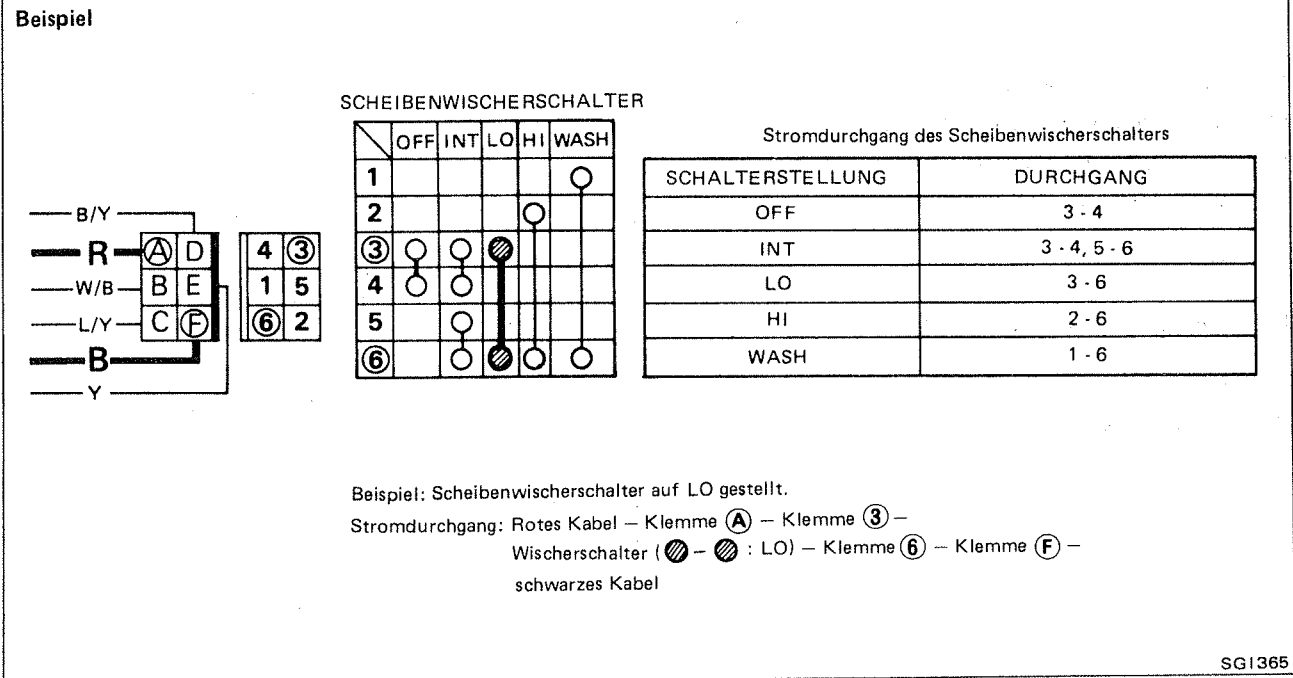 Beispiel
SCHEIBENWISCHERSCHALTER
OFF INT LO HI WASH
1
2
3
4
5
6
B/Y
R
W/B
L/Y
B
Y
A D
B E
C F
4 3
1 5
6 2
Stromdurchgang des Scheibenwischerschalters
SCHALTERSTELLUNG DURCHGANG
OFF 3 - 4
INT 3 - 4, 5 - 6
LO 3 - 6
HI 2 - 6
WASH 1 - 6
Beispiel: Scheibenwischerschalter auf LO gestellt.
Stromdurchgang: Rotes Kabel – Klemme Ⓐ – Klemme ③ –
Wischerschalter ( – : LO) – Klemme ⑥ – Klemme Ⓕ –
schwarzes Kabel
SGI365